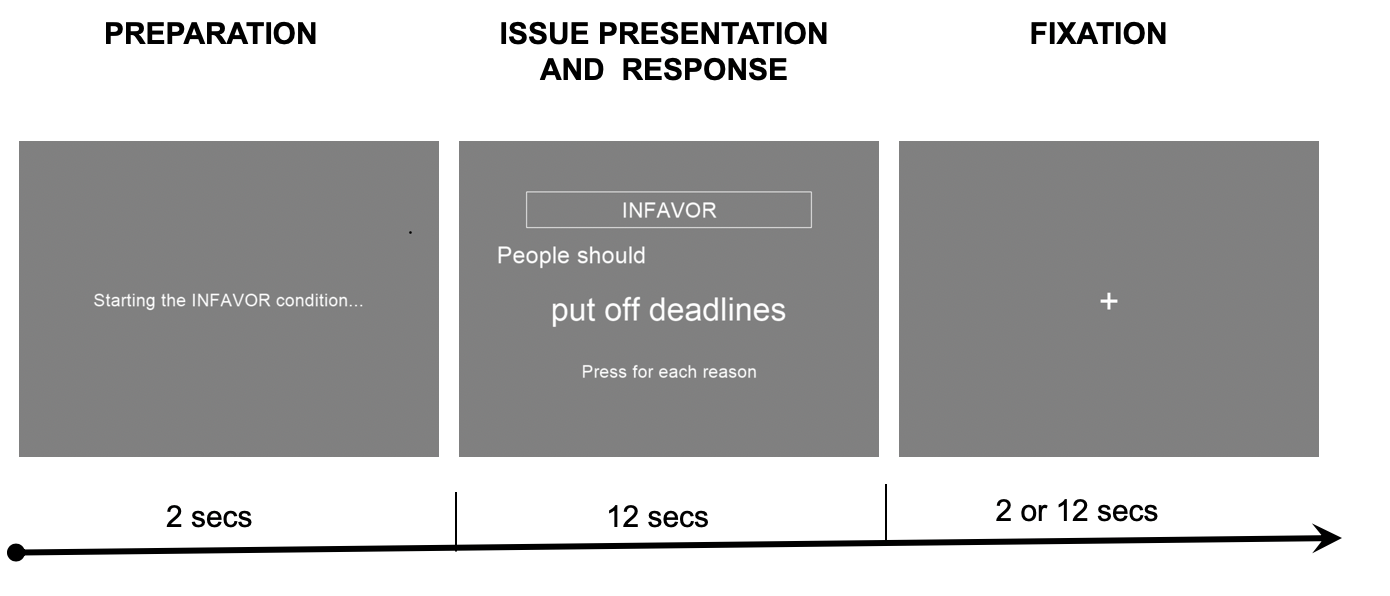 PREPARATION
ISSUE PRESENTATION
AND RESPONSE
FIXATION
Starting the INFAVOR condition...
INFAVOR
People should
put off deadlines
Press for each reason
+
2 secs
12 secs
2 or 12 secs